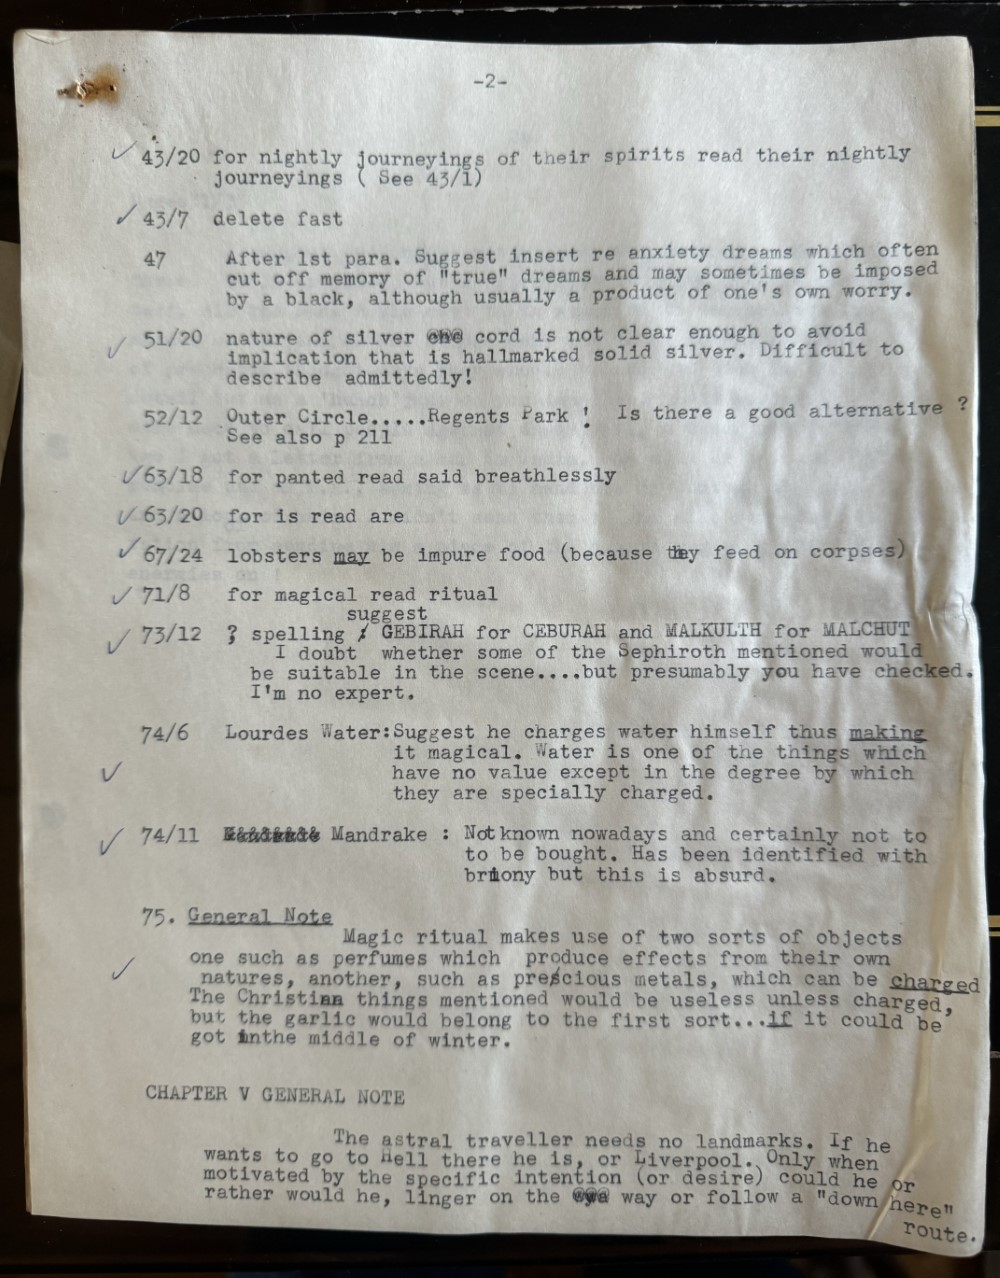 -2-
43/20 for nightly journeyings of their spirits read their nightly
journeyings ( See 43/1)
43/7 delete fast
47 After 1st para. Suggest insert re anxiety dreams which often
cut off memory of "true" dreams and may sometimes be imposed
by a black, although usually a product of one's own worry.
51/20 nature of silver cord is not clear enough to avoid
implication that is hallmarked solid silver. Difficult to
describe admittedly!
52/12 Outer Circle.....Regents Park ! Is there a good alternative ?
See also p 211
63/18 for panted read said breathlessly
63/20 for is read are
67/24 lobsters may be impure food (because they feed on corpses)
71/8 for magical read ritual
suggest
73/12 ? spelling / GEBIRAH for CEBURAH and MALKULTH for MALCHUT
I doubt whether some of the Sephiroth mentioned would
be suitable in the scene....but presumably you have checked.
I'm no expert.
74/6 Lourdes Water:Suggest he charges water himself thus making
it magical. Water is one of the things which
have no value except in the degree by which
they are specially charged.
74/11 Mandrake : Not known nowadays and certainly not to
to be bought. Has been identified with
briony but this is absurd.
75. General Note
Magic ritual makes use of two sorts of objects
one such as perfumes which produce effects from their own
natures, another, such as precious metals, which can be charged
The Christian things mentioned would be useless unless charged,
but the garlic would belong to the first sort...if it could be
got inthe middle of winter.
CHAPTER V GENERAL NOTE
The astral traveller needs no landmarks. If he
wants to go to Hell there he is, or Liverpool. Only when
motivated by the specific intention (or desire) could he or
rather would he, linger on the way or follow a "down here"
route.